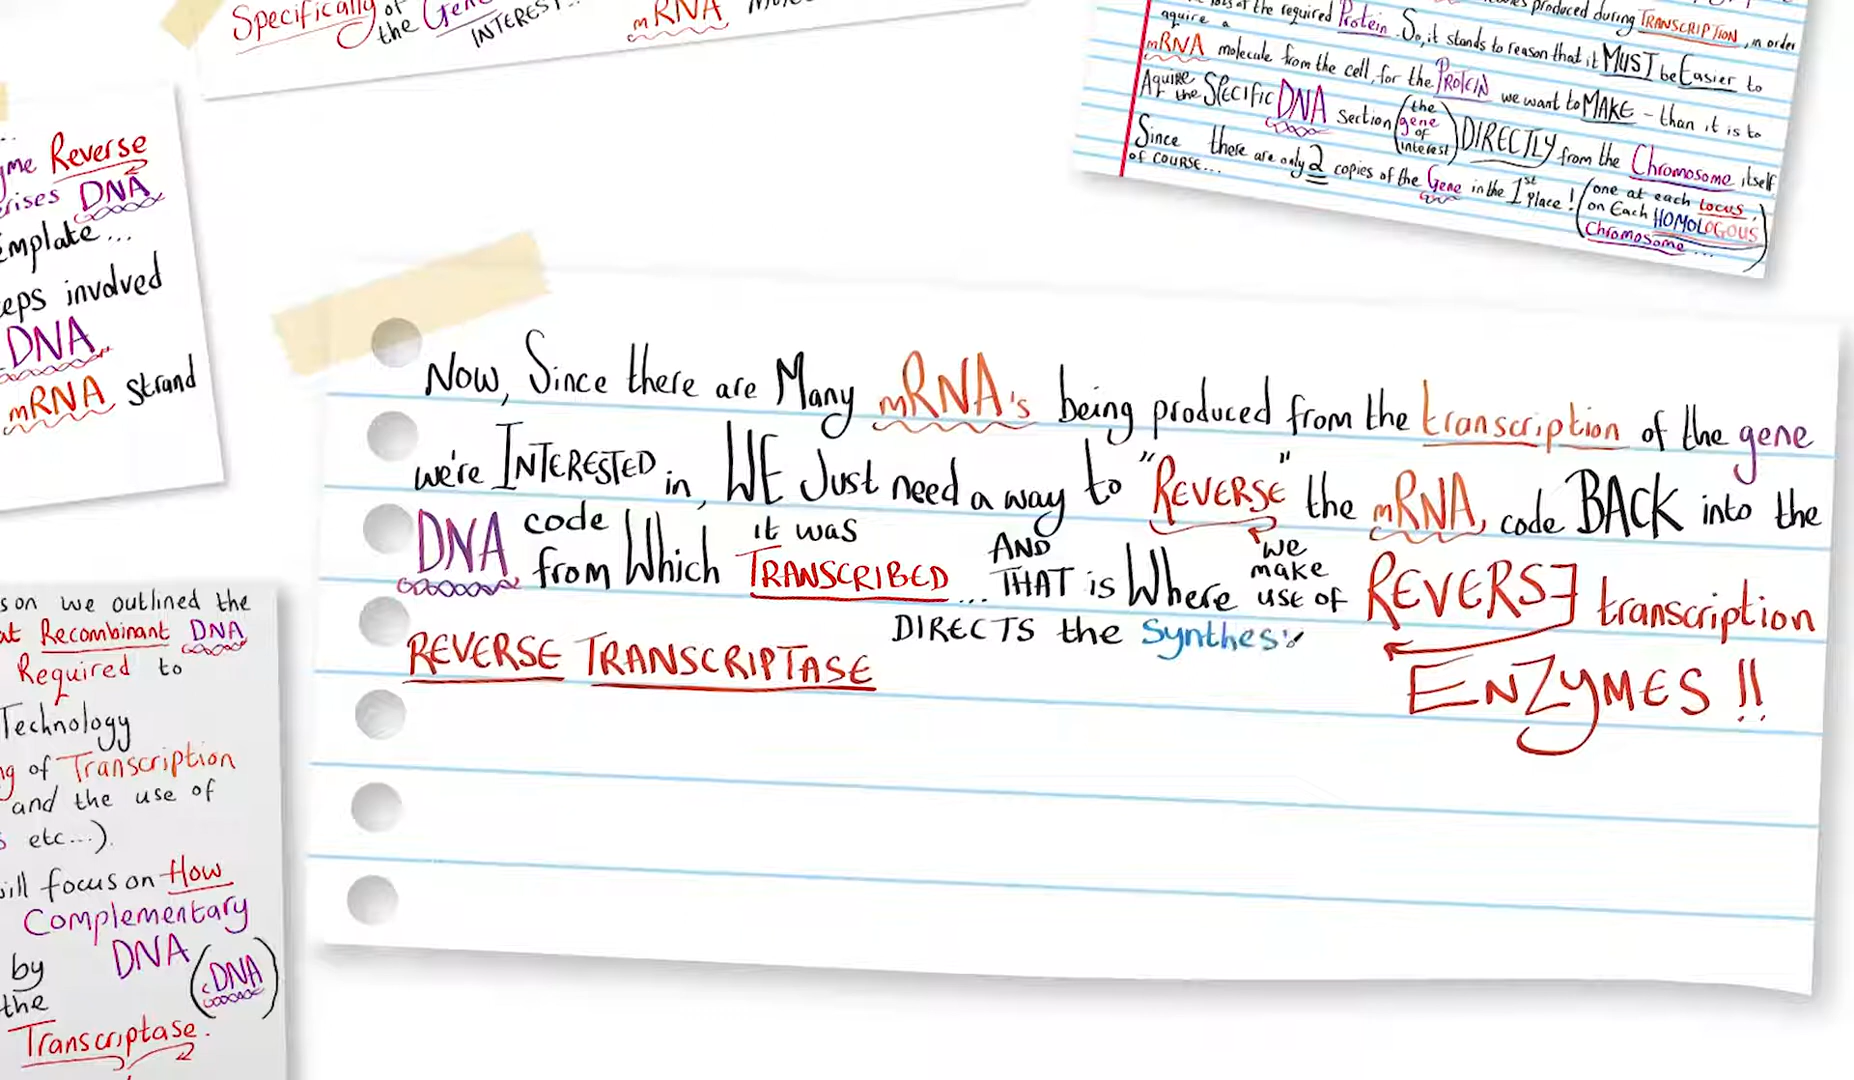 Specifically of
the Gene
INTEREST...
mRNA
produced during TRANSCRIPTION, in order
the required Protein. So, it stands to reason that it MUST be Easier to
aquire a
mRNA molecule from the cell, for the Protein we want to MAKE - than it is to
Aquire the Specific DNA section (the gene of interest) DIRECTLY from the Chromosome itself
Since there are only 2 copies of the Gene in the 1st Place! (one at each locus,
of course...
on Each HOMOLOGOUS
Chromosome...)
Reverse
DNA
...
involved
DNA
mRNA strand
Now, Since there are Many mRNA's being produced from the transcription of the gene
we're INTERESTED in, WE Just need a way to "REVERSE" the mRNA, code BACK into the
DNA code from Which it was TRANSCRIBED... AND THAT is Where we make use of REVERSE transcription
ENZYMES!!
REVERSE TRANSCRIPTASE DIRECTS the Synthesi
on we outlined the
Recombinant DNA
Required to
Technology
of Transcription
and the use of
etc...).
focus on How
Complementary
DNA (cDNA)
by
the
Transcriptase.